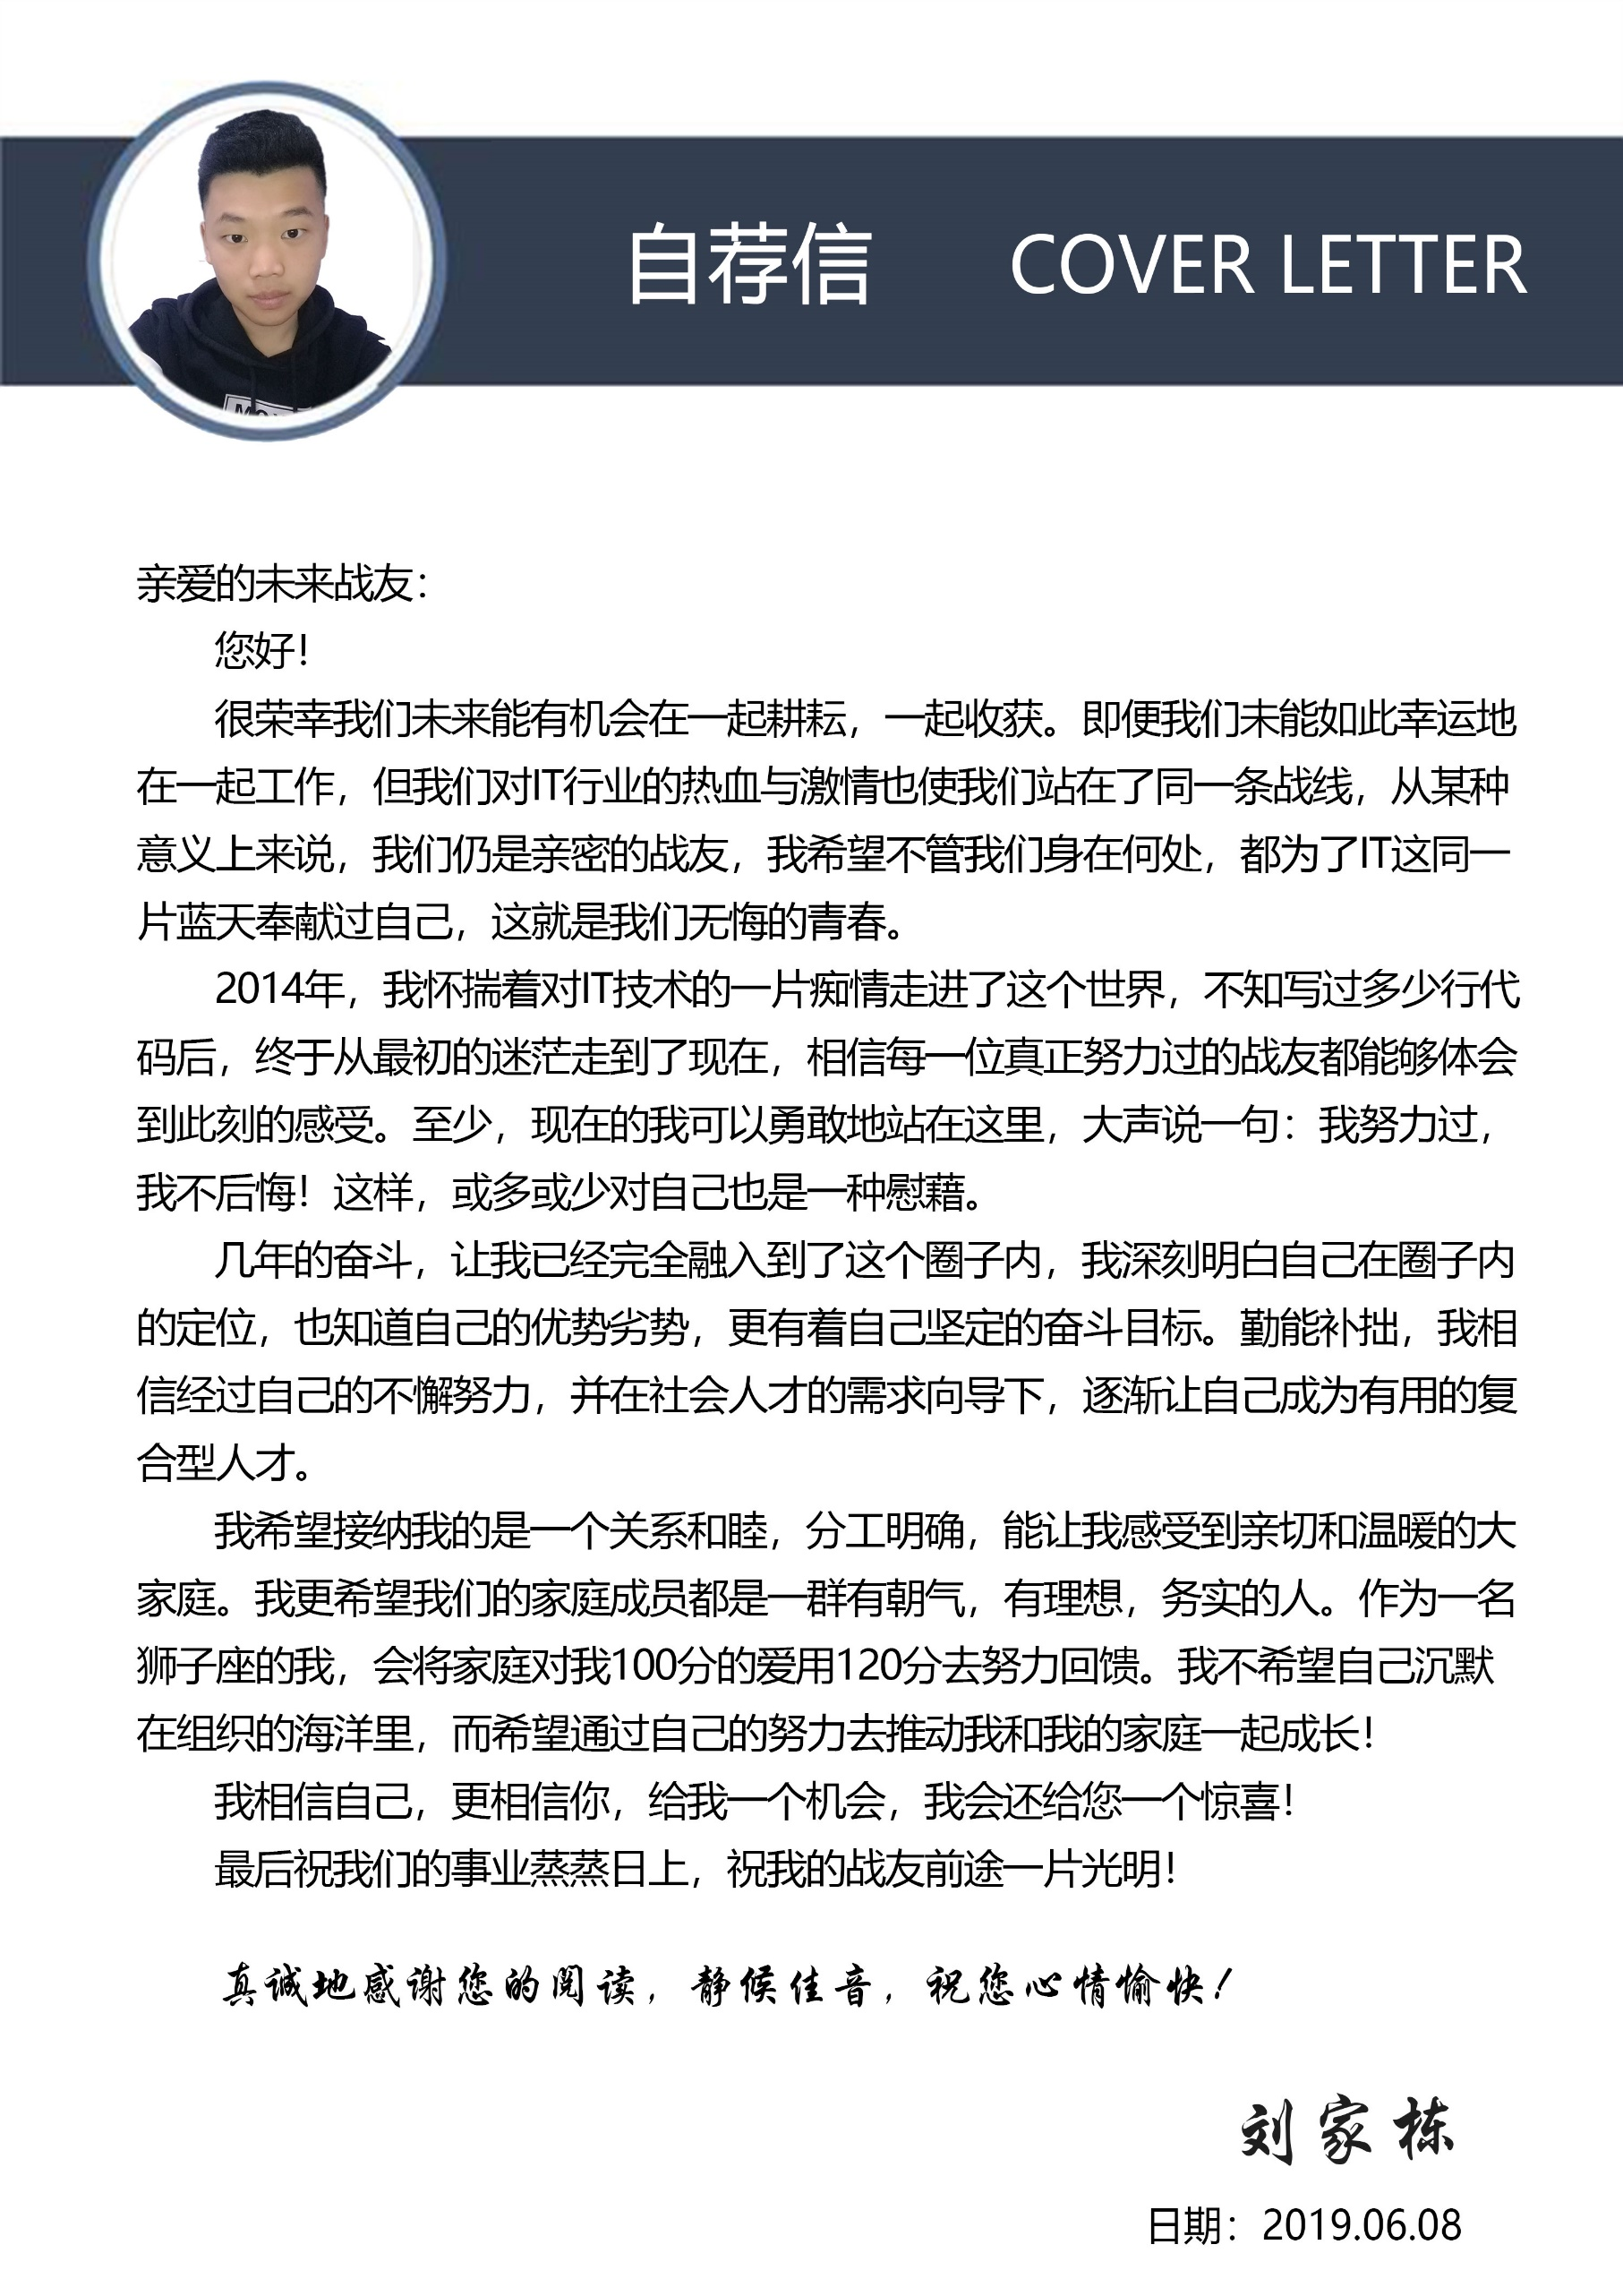 自荐信 COVER LETTER
亲爱的未来战友：
您好！
很荣幸我们未来能有机会在一起耕耘，一起收获。即便我们未能如此幸运地
在一起工作，但我们对IT行业的热血与激情也使我们站在了同一条战线，从某种
意义上来说，我们仍是亲密的战友，我希望不管我们身在何处，都为了IT这同一
片蓝天奉献过自己，这就是我们无悔的青春。
2014年，我怀揣着对IT技术的一片痴情走进了这个世界，不知写过多少行代
码后，终于从最初的迷茫走到了现在，相信每一位真正努力过的战友都能够体会
到此刻的感受。至少，现在的我可以勇敢地站在这里，大声说一句：我努力过，
我不后悔！这样，或多或少对自己也是一种慰藉。
几年的奋斗，让我已经完全融入到了这个圈子内，我深刻明白自己在圈子内
的定位，也知道自己的优势劣势，更有着自己坚定的奋斗目标。勤能补拙，我相
信经过自己的不懈努力，并在社会人才的需求向导下，逐渐让自己成为有用的复
合型人才。
我希望接纳我的是一个关系和睦，分工明确，能让我感受到亲切和温暖的大
家庭。我更希望我们的家庭成员都是一群有朝气，有理想，务实的人。作为一名
狮子座的我，会将家庭对我100分的爱用120分去努力回馈。我不希望自己沉默
在组织的海洋里，而希望通过自己的努力去推动我和我的家庭一起成长！
我相信自己，更相信你，给我一个机会，我会还给您一个惊喜！
最后祝我们的事业蒸蒸日上，祝我的战友前途一片光明！
真诚地感谢您的阅读，静候佳音，祝您心情愉快！
刘家栋
日期：2019.06.08